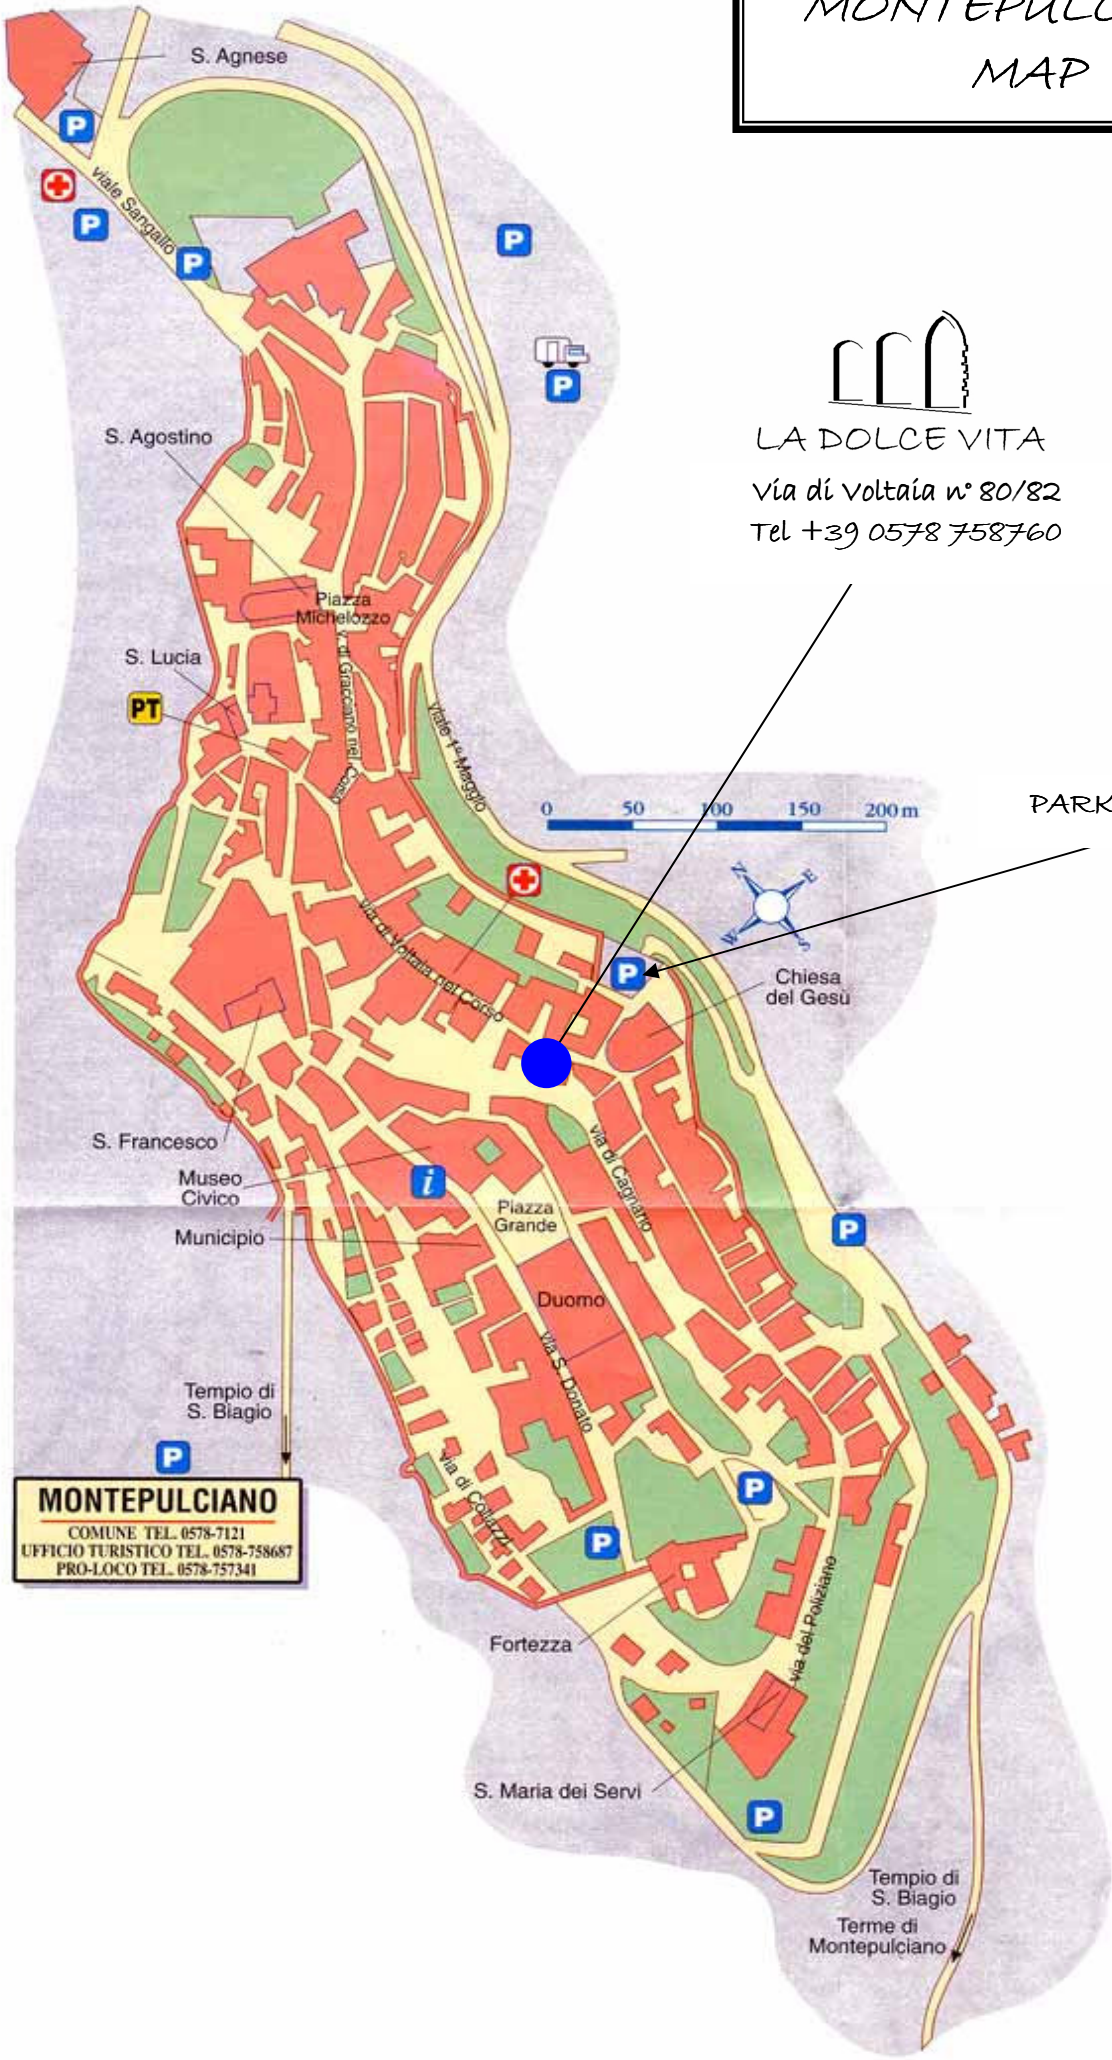 MAP
S. Agnese
P
viale Sangallo
P
P
P
P
S. Agostino
LA DOLCE VITA
Via di Voltaia n° 80/82
Tel +39 0578 758760
Piazza
Michelozzo
S. Lucia
PT
v. di Gracciano nel Corso
viale 1° Maggio
0 50 100 150 200 m
N
E
W
S
via di Voltaia nel Corso
P
Chiesa
del Gesù
S. Francesco
via di Cagnano
Museo
Civico
i
Piazza
Grande
Municipio
P
Duomo
via S. Donato
Tempio di
S. Biagio
P
MONTEPULCIANO
COMUNE TEL. 0578-7121
UFFICIO TURISTICO TEL. 0578-758687
PRO-LOCO TEL. 0578-757341
via di Collazzi
P
P
Fortezza
via del Poliziano
S. Maria dei Servi
P
Tempio di
S. Biagio
Terme di
Montepulciano